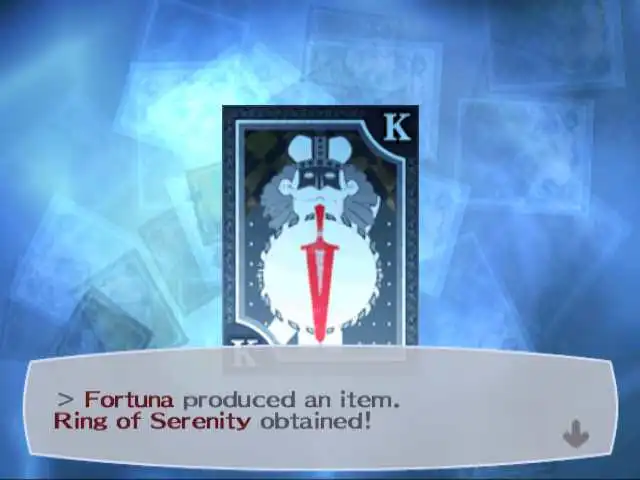 K
K
> Fortuna produced an item.
Ring of Serenity obtained!